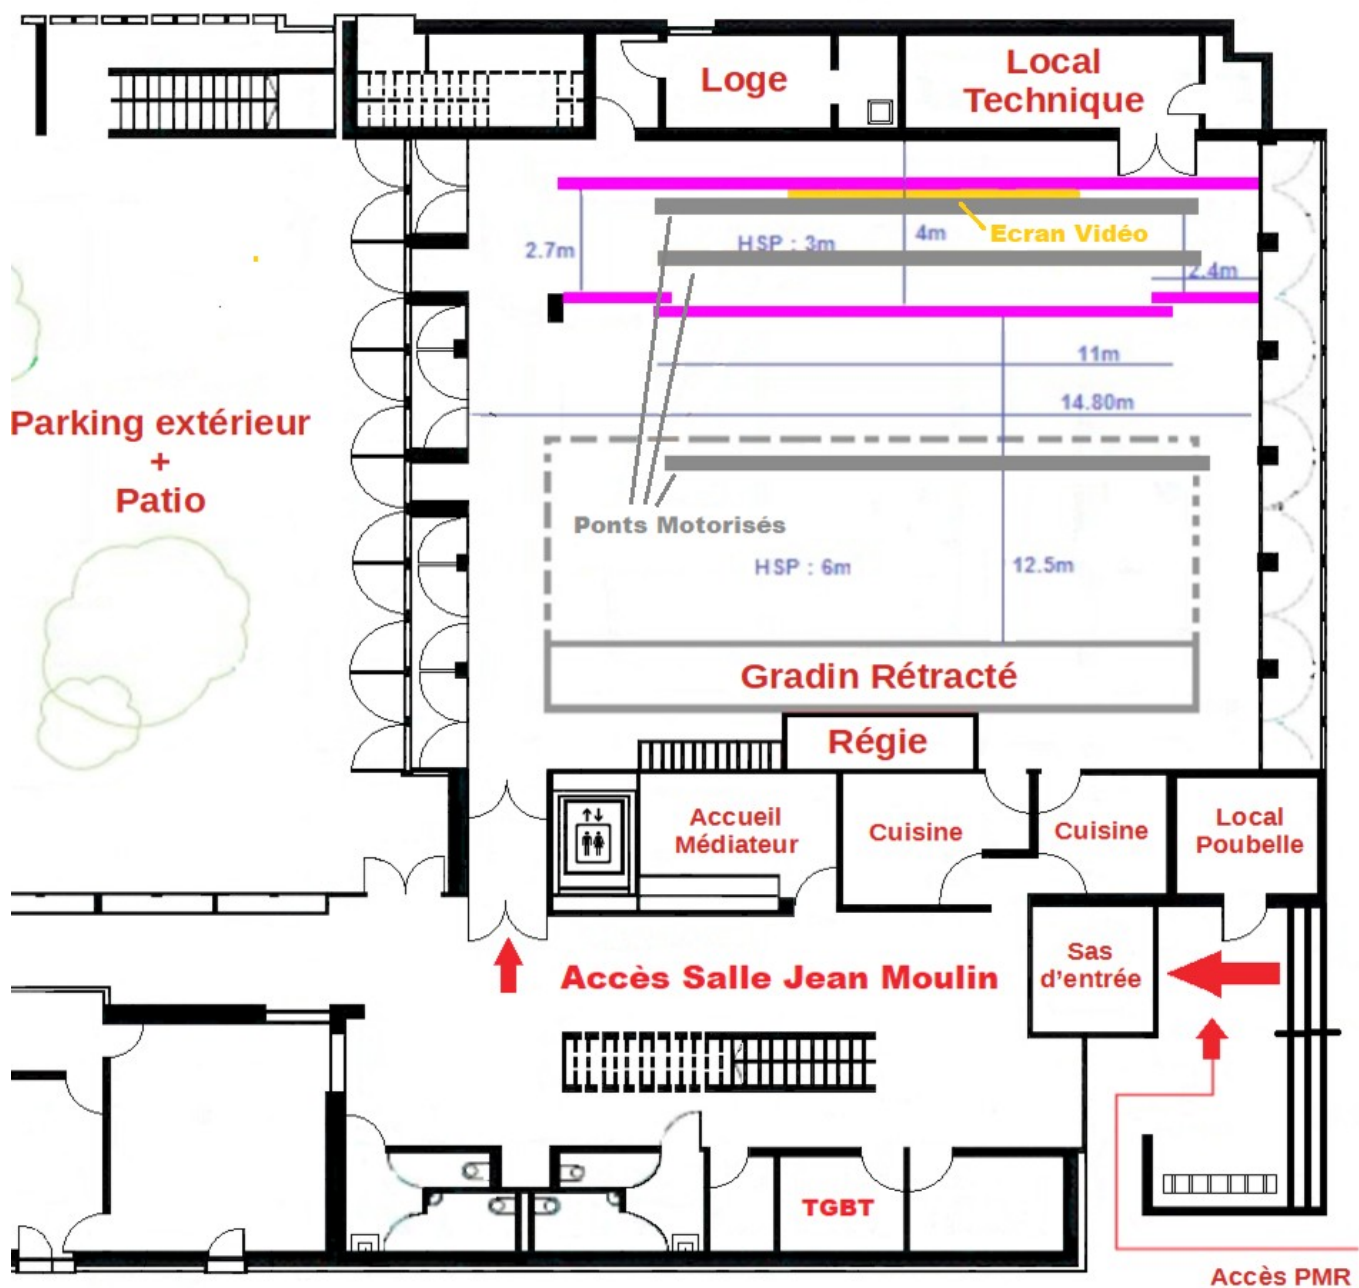 Loge
Local
Technique
2.7m
HSP : 3m
4m
Ecran Vidéo
2.4m
11m
14.80m
Parking extérieur
+
Patio
Ponts Motorisés
HSP : 6m
12.5m
Gradin Rétracté
Régie
Accueil
Médiateur
Cuisine
Cuisine
Local
Poubelle
Accès Salle Jean Moulin
Sas
d'entrée
TGBT
Accès PMR